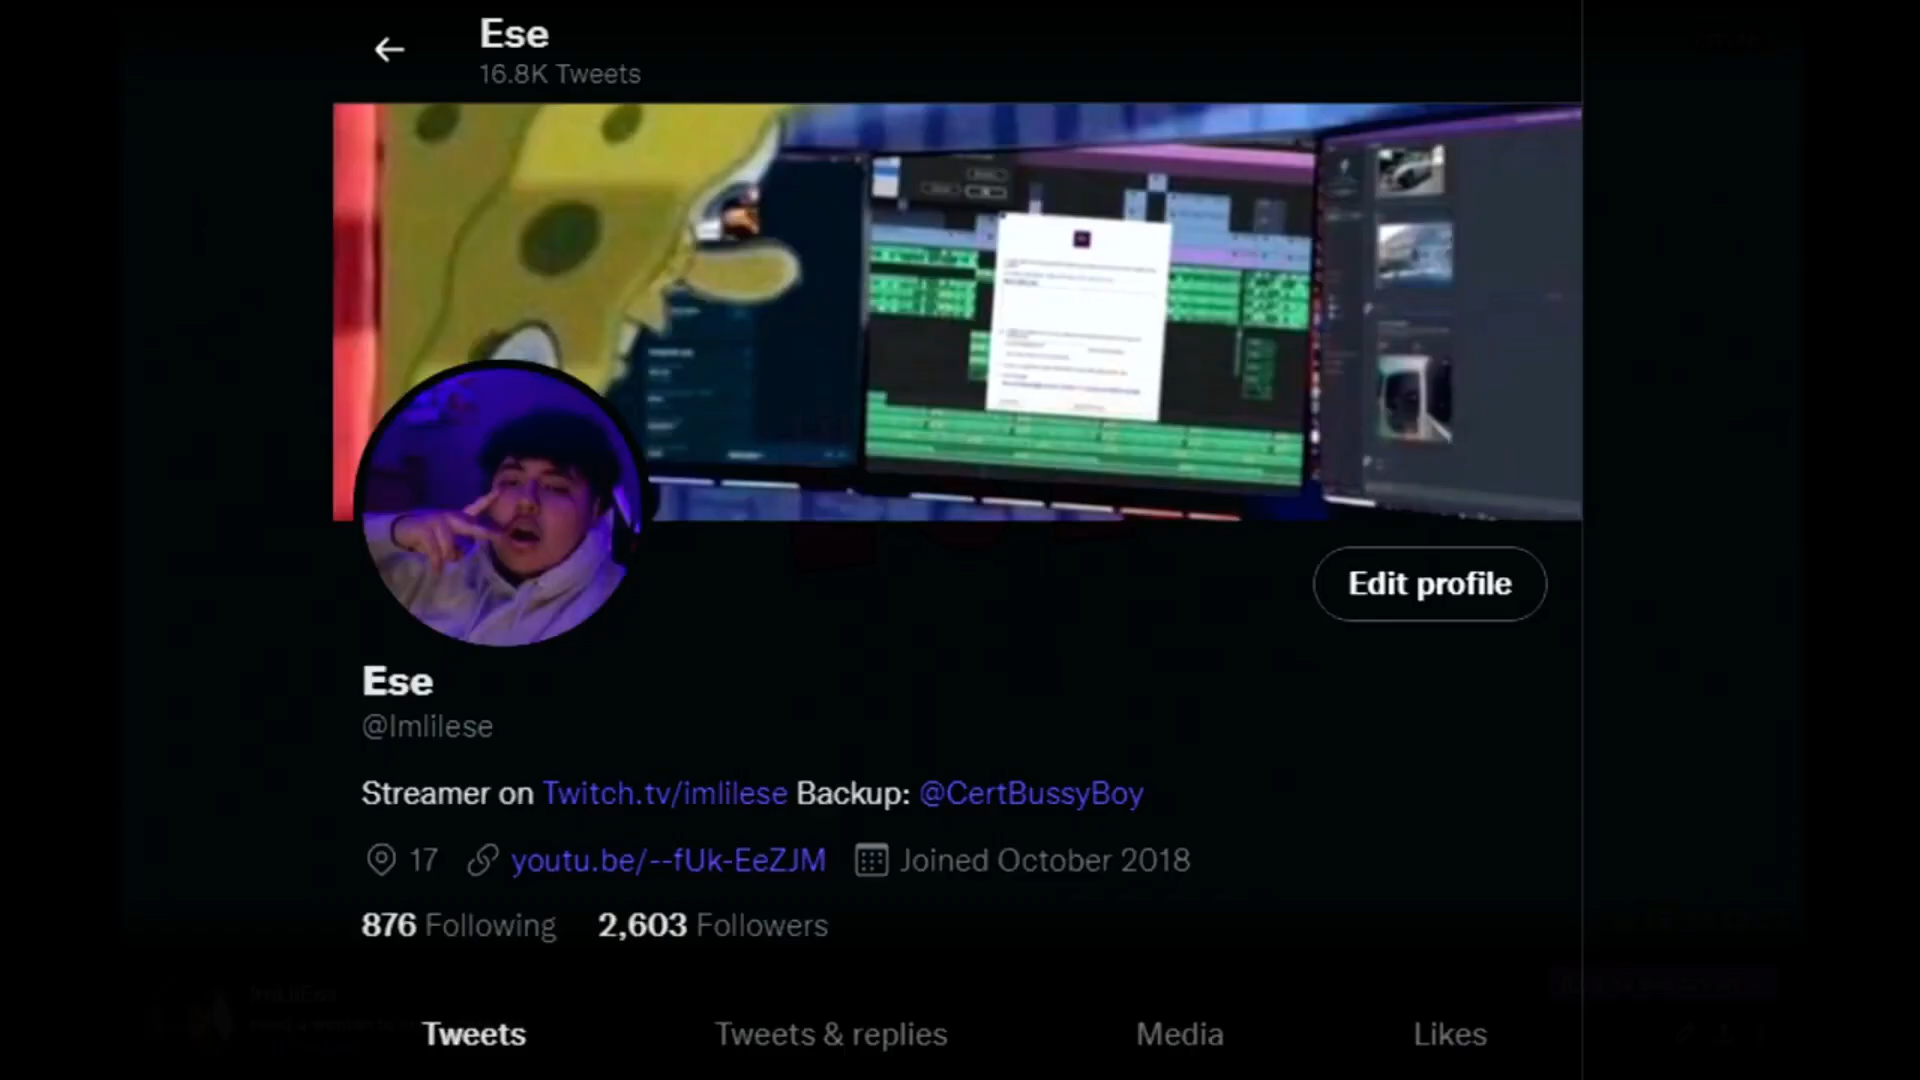 Ese
16.8K Tweets
Edit profile
Ese
@Imlilese
Streamer on Twitch.tv/imlilese Backup: @CertBussyBoy
17 youtu.be/--fUk-EeZJM Joined October 2018
876 Following 2,603 Followers
Tweets Tweets & replies Media Likes